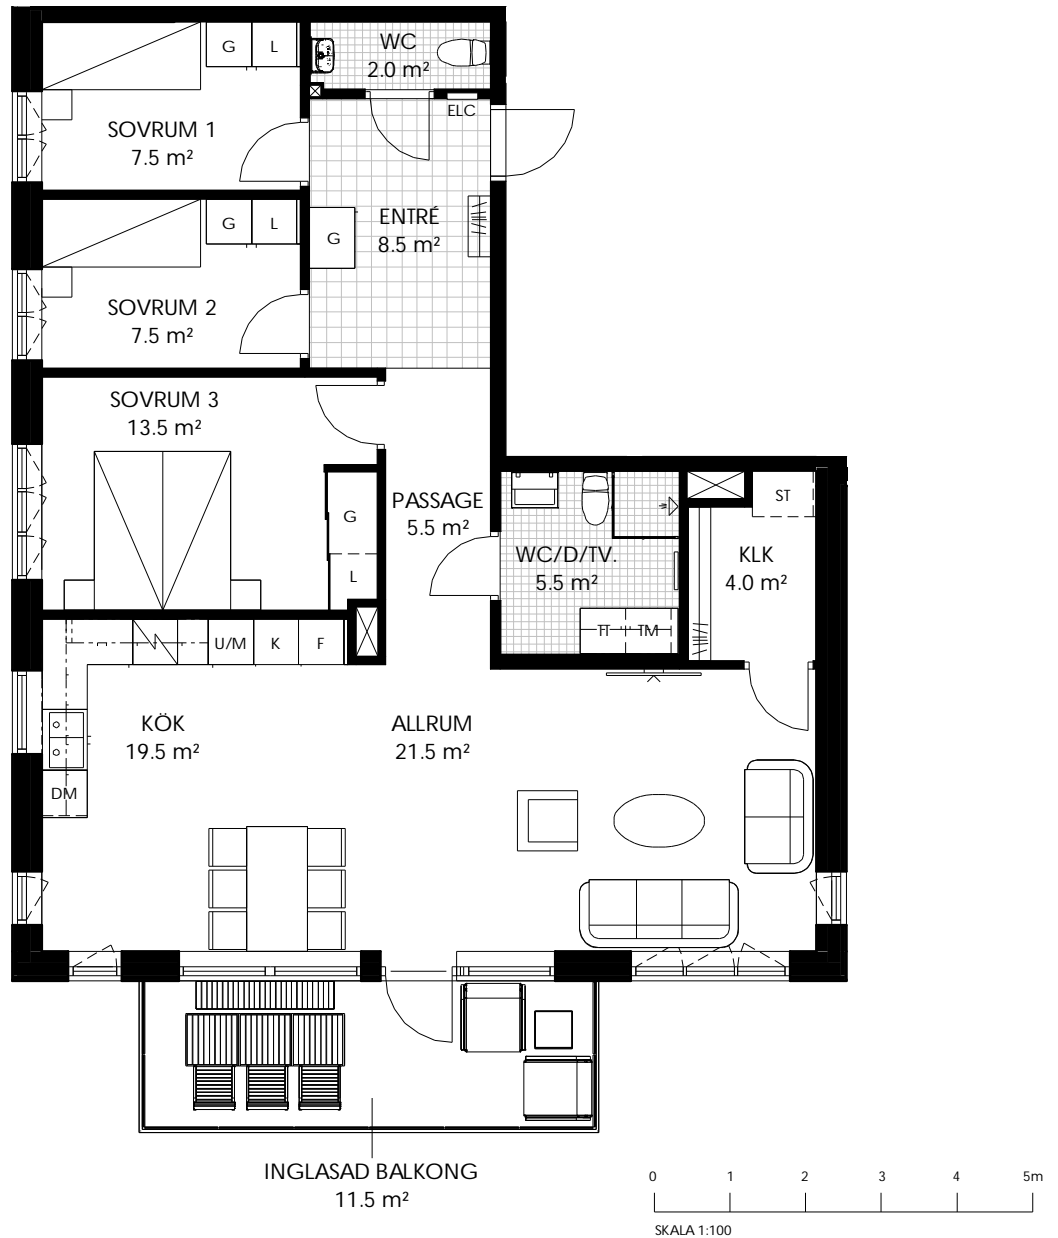 G
L
WC
2.0 m²
ELC
SOVRUM 1
7.5 m²
G
L
G
ENTRÉ
8.5 m²
SOVRUM 2
7.5 m²
SOVRUM 3
13.5 m²
G
L
PASSAGE
5.5 m²
WC/D/TV.
5.5 m²
TT
TM
ST
KLK
4.0 m²
U/M
K
F
KÖK
19.5 m²
DM
ALLRUM
21.5 m²
INGLASAD BALKONG
11.5 m²
0 1 2 3 4 5m
SKALA 1:100